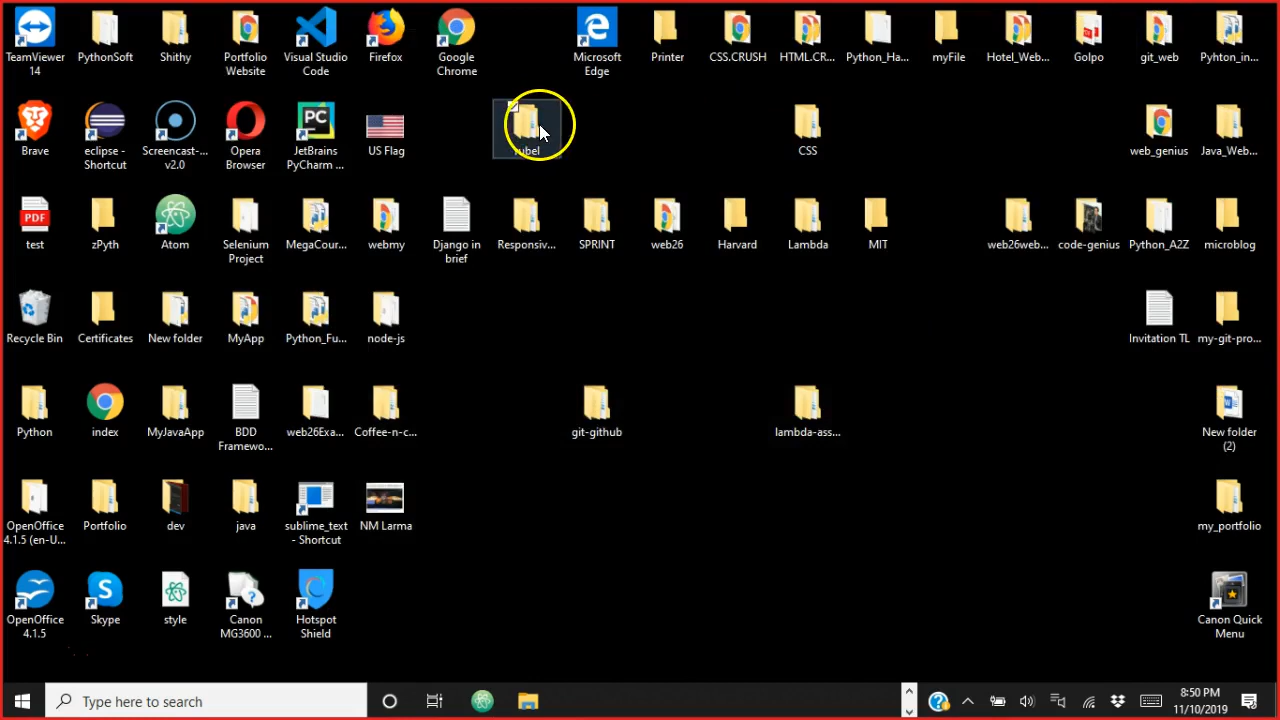 TeamViewer
14
PythonSoft
Shithy
Portfolio
Website
Visual Studio
Code
Firefox
Google
Chrome
Microsoft
Edge
Printer
CSS.CRUSH
HTML.CR...
Python_Ha...
myFile
Hotel_Web...
Golpo
git_web
Pyhton_in...
Brave
eclipse -
Shortcut
Screencast-...
v2.0
Opera
Browser
JetBrains
PyCharm ...
US Flag
CSS
web_genius
Java_Web...
test
zPyth
Atom
Selenium
Project
MegaCour...
webmy
Django in
brief
Responsiv...
SPRINT
web26
Harvard
Lambda
MIT
web26web...
code-genius
Python_A2Z
microblog
Recycle Bin
Certificates
New folder
MyApp
Python_Fu...
node-js
Invitation TL
my-git-pro...
Python
index
MyJavaApp
BDD
Framewo...
web26Exa...
Coffee-n-c...
git-github
lambda-ass...
New folder
(2)
OpenOffice
4.1.5 (en-U...
Portfolio
dev
java
sublime_text
- Shortcut
NM Larma
my_portfolio
OpenOffice
4.1.5
Skype
style
Canon
MG3600 ...
Hotspot
Shield
Canon Quick
Menu
Type here to search
8:50 PM
11/10/2019